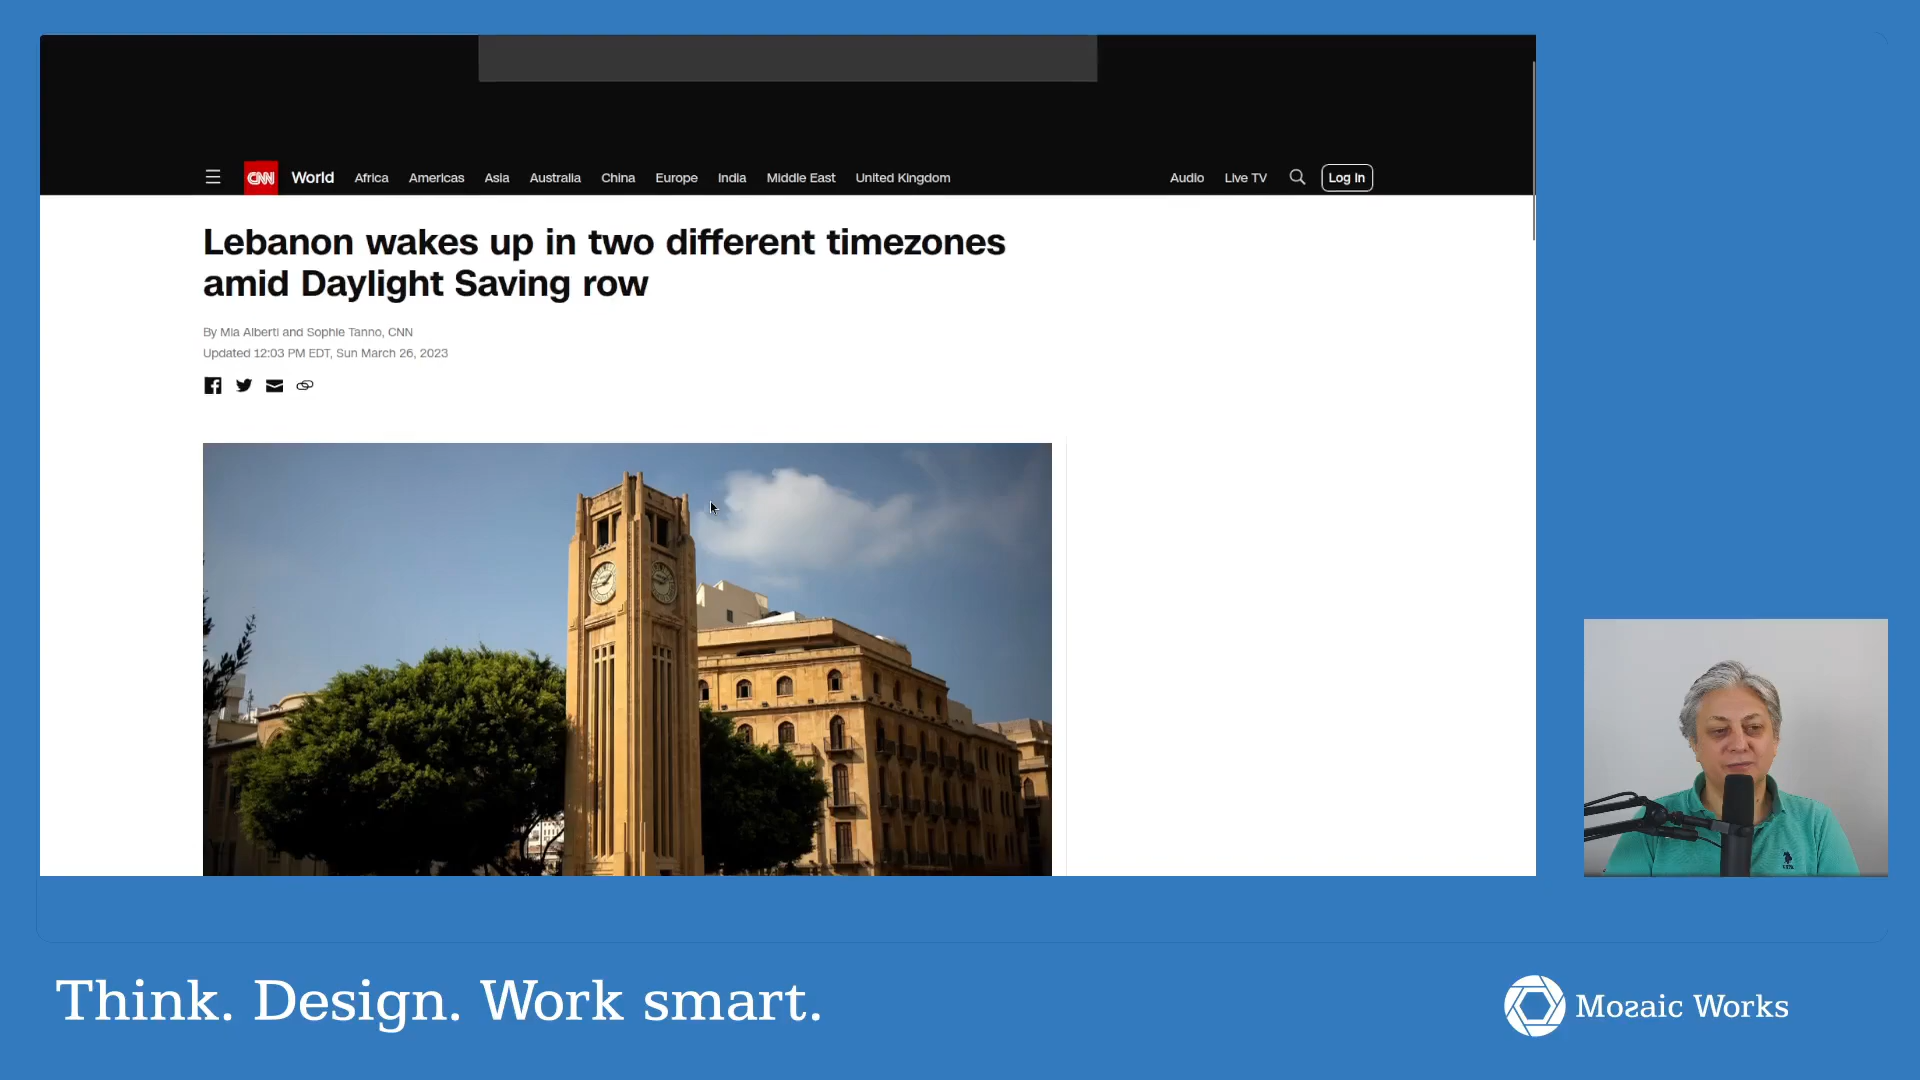 CNN World Africa Americas Asia Australia China Europe India Middle East United Kingdom Audio Live TV Log In
Lebanon wakes up in two different timezones
amid Daylight Saving row
By Mia Alberti and Sophie Tanno, CNN
Updated 12:03 PM EDT, Sun March 26, 2023
Think. Design. Work smart.
Mozaic Works